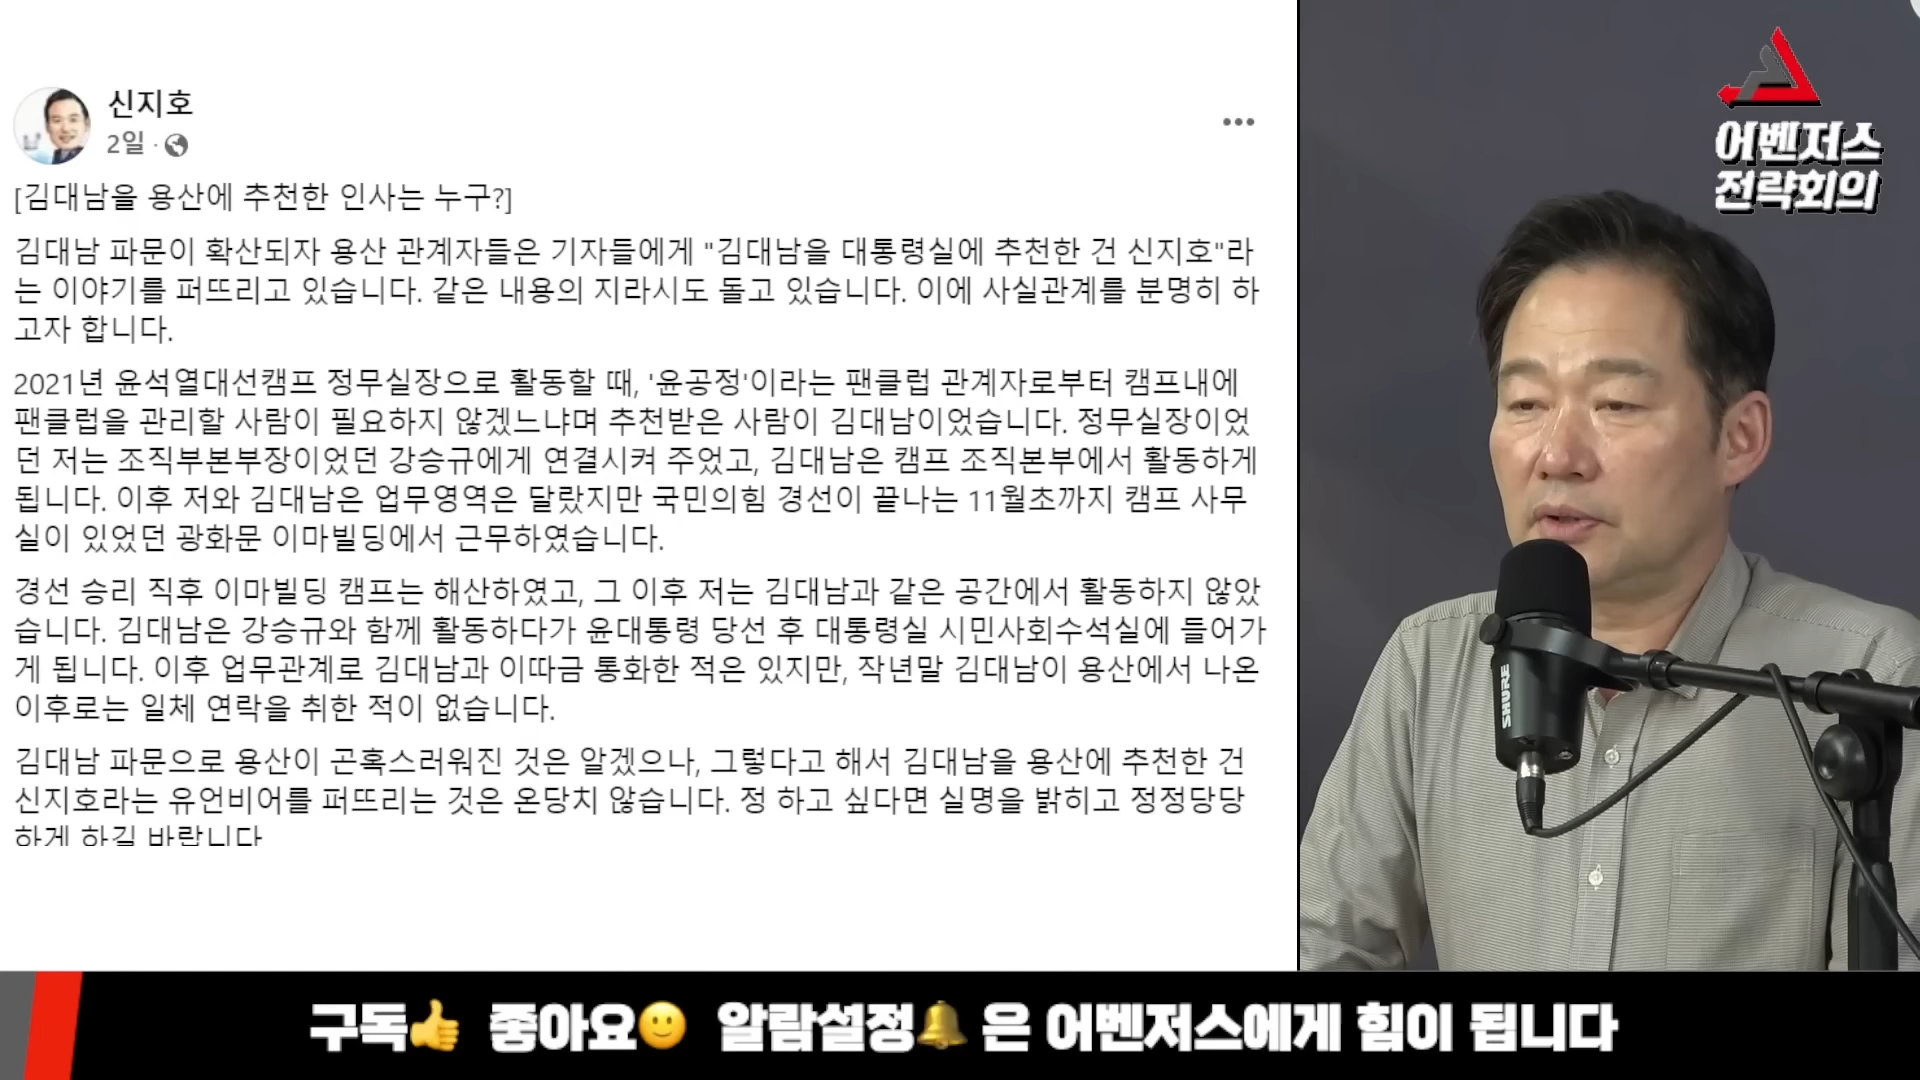 신지호
2일 ·
[김대남을 용산에 추천한 인사는 누구?]
김대남 파문이 확산되자 용산 관계자들은 기자들에게 "김대남을 대통령실에 추천한 건 신지호"라
는 이야기를 퍼뜨리고 있습니다. 같은 내용의 지라시도 돌고 있습니다. 이에 사실관계를 분명히 하
고자 합니다.
2021년 윤석열대선캠프 정무실장으로 활동할 때, '윤공정'이라는 팬클럽 관계자로부터 캠프내에
팬클럽을 관리할 사람이 필요하지 않겠느냐며 추천받은 사람이 김대남이었습니다. 정무실장이었
던 저는 조직부본부장이었던 강승규에게 연결시켜 주었고, 김대남은 캠프 조직본부에서 활동하게
됩니다. 이후 저와 김대남은 업무영역은 달랐지만 국민의힘 경선이 끝나는 11월초까지 캠프 사무
실이 있었던 광화문 이마빌딩에서 근무하였습니다.
경선 승리 직후 이마빌딩 캠프는 해산하였고, 그 이후 저는 김대남과 같은 공간에서 활동하지 않았
습니다. 김대남은 강승규와 함께 활동하다가 윤대통령 당선 후 대통령실 시민사회수석실에 들어가
게 됩니다. 이후 업무관계로 김대남과 이따금 통화한 적은 있지만, 작년말 김대남이 용산에서 나온
이후로는 일체 연락을 취한 적이 없습니다.
김대남 파문으로 용산이 곤혹스러워진 것은 알겠으나, 그렇다고 해서 김대남을 용산에 추천한 건
신지호라는 유언비어를 퍼뜨리는 것은 온당치 않습니다. 정 하고 싶다면 실명을 밝히고 정정당당
하게 하길 바랍니다
어벤저스
전략회의
SHURE
구독👍 좋아요🙂 알람설정🔔 은 어벤저스에게 힘이 됩니다